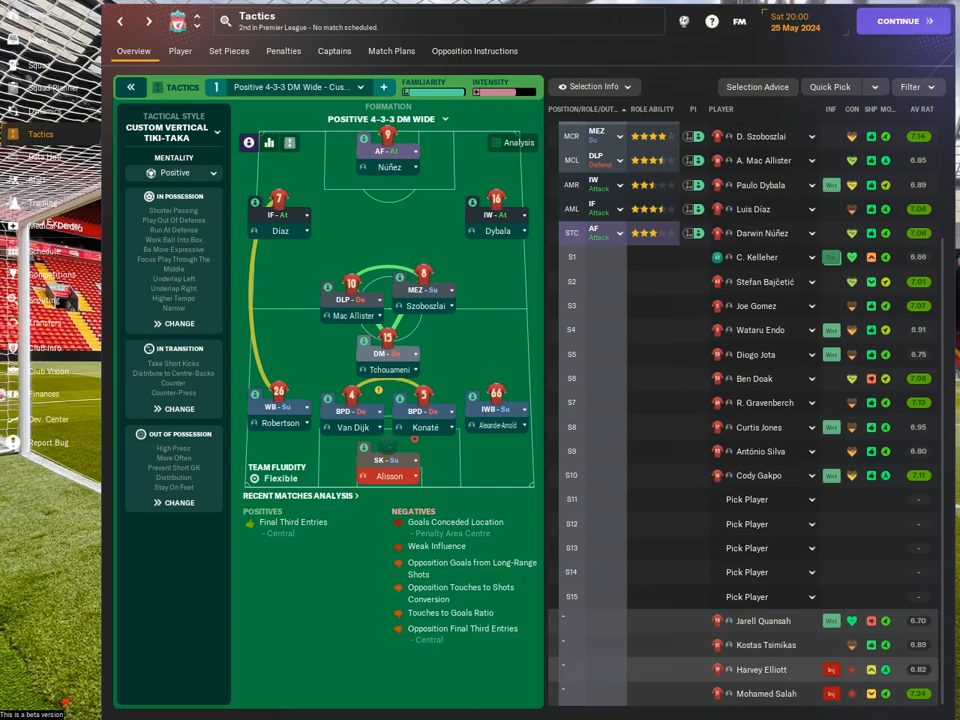 Tactics
2nd in Premier League - No match scheduled.
FM
Sat 20:00
25 May 2024
CONTINUE
Overview
Player
Set Pieces
Penalties
Captains
Match Plans
Opposition Instructions
Squad Planner
Tactics
Training
Medical
Schedule
Competitions
Scouting
Transfers
Club Info
Club Vision
Finances
Dev. Center
Report Bug
This is a beta version
TACTICS
1
Positive 4-3-3 DM Wide - Cus...
FAMILIARITY
INTENSITY
TACTICAL STYLE
CUSTOM VERTICAL
TIKI-TAKA
MENTALITY
Positive
IN POSSESSION
Shorter Passing
Play Out Of Defense
Run At Defense
Work Ball Into Box
Be More Expressive
Focus Play Through The
Middle
Underlap Left
Underlap Right
Higher Tempo
Narrow
CHANGE
IN TRANSITION
Take Short Kicks
Distribute to Centre-Backs
Counter
Counter-Press
CHANGE
OUT OF POSSESSION
High Press
More Often
Prevent Short GK
Distribution
Stay On Feet
CHANGE
FORMATION
POSITIVE 4-3-3 DM WIDE
Analysis
9
AF - At
Núñez
7
IF - At
Díaz
16
IW - At
Dybala
10
DLP - De
Mac Allister
8
MEZ - Su
Szoboszlai
15
DM - De
Tchouameni
26
WB - Su
Robertson
4
BPD - De
Van Dijk
5
BPD - De
Konaté
66
IWB - Su
Alexander-Arnold
SK - Su
Alisson
TEAM FLUIDITY
Flexible
RECENT MATCHES ANALYSIS
POSITIVES
Final Third Entries
- Central
NEGATIVES
Goals Conceded Location
- Penalty Area Centre
Weak Influence
Opposition Goals from Long-Range
Shots
Opposition Touches to Shots
Conversion
Touches to Goals Ratio
Opposition Final Third Entries
- Central
Selection Info
Selection Advice
Quick Pick
Filter
POSITION/ROLE/DUT...
ROLE ABILITY
PI
PLAYER
INF
CON
SHP
MO...
AV RAT
MCR MEZ Su D. Szoboszlai 7.14
MCL DLP Defend A. Mac Allister 6.85
AMR IW Attack Paulo Dybala Wnt 6.89
AML IF Attack Luis Díaz 7.06
STC AF Attack Darwin Núñez 7.08
S1 C. Kelleher 6.66
S2 Stefan Bajčetić 7.01
S3 Joe Gomez 7.07
S4 Wataru Endo Wnt 6.91
S5 Diogo Jota Wnt 6.75
S6 Ben Doak 7.06
S7 R. Gravenberch 7.13
S8 Curtis Jones Wnt 6.95
S9 António Silva 6.80
S10 Cody Gakpo Wnt 7.11
S11 Pick Player -
S12 Pick Player -
S13 Pick Player -
S14 Pick Player -
S15 Pick Player -
- Jarell Quansah Wnt 6.70
- Kostas Tsimikas 6.89
- Harvey Elliott Inj 6.82
- Mohamed Salah Inj 7.24